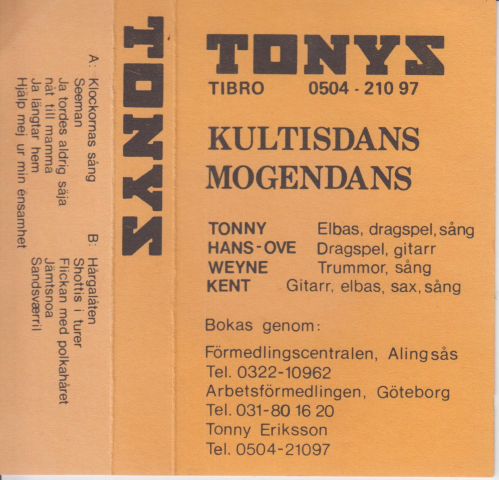 A: Klockornas sång
Seeman
Ja tordes aldrig säja
nåt till mamma
Ja längtar hem
Hjälp mej ur min énsamhet
B: Hårgalåten
Shottis i turer
Flickan med polkahåret
Jämtsnoa
Sandsværril
TONYS
TONYS
TIBRO 0504-210 97
KULTISDANS
MOGENDANS
TONNY Elbas, dragspel, sång
HANS-OVE Dragspel, gitarr
WEYNE Trummor, sång
KENT Gitarr, elbas, sax, sång
Bokas genom:
Förmedlingscentralen, Alingsås
Tel. 0322-10962
Arbetsförmedlingen, Göteborg
Tel. 031-80 16 20
Tonny Eriksson
Tel. 0504-21097